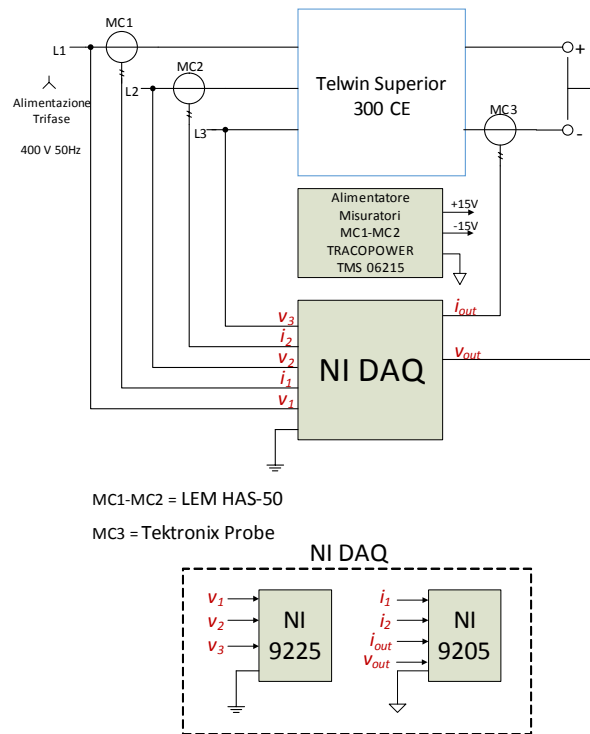 MC1
L1
MC2
L2
L3
Alimentazione
Trifase
400 V 50Hz
Telwin Superior
300 CE
+
MC3
-
Alimentatore
Misuratori
MC1-MC2
TRACOPOWER
TMS 06215
+15V
-15V
v3
i2
v2
i1
v1
NI DAQ
iout
vout
MC1-MC2 = LEM HAS-50
MC3 = Tektronix Probe
NI DAQ
v1
v2
v3
NI
9225
i1
i2
iout
vout
NI
9205